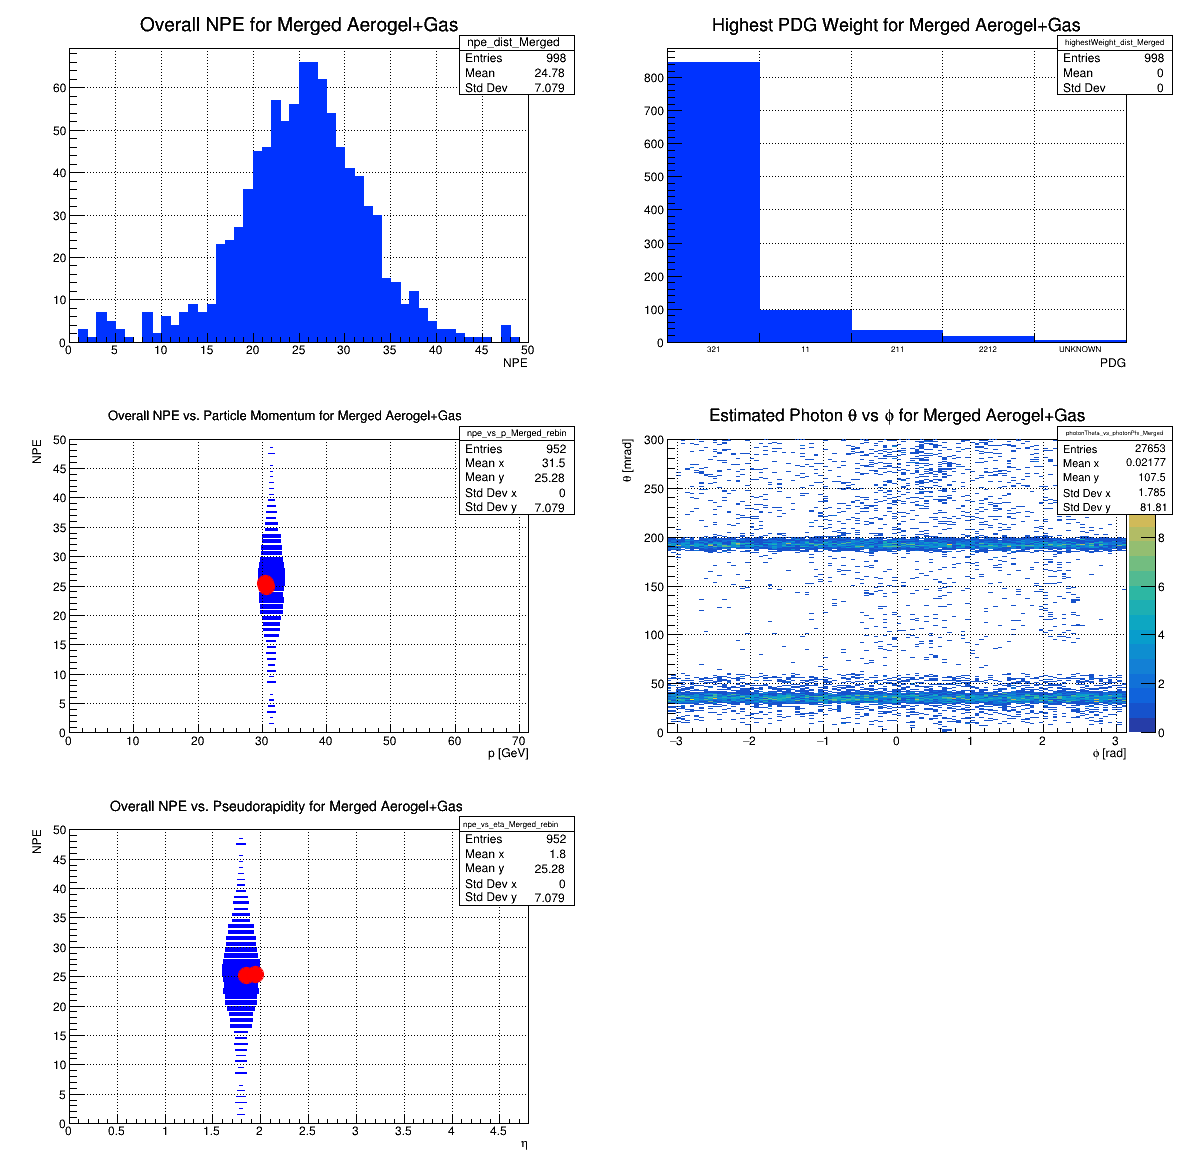 Overall NPE for Merged Aerogel+Gas
npe_dist_Merged
Entries 998
Mean 24.78
Std Dev 7.079
60
50
40
30
20
10
0
0 5 10 15 20 25 30 35 40 45 50
NPE
Highest PDG Weight for Merged Aerogel+Gas
highestWeight_dist_Merged
Entries 998
Mean 0
Std Dev 0
800
700
600
500
400
300
200
100
0
321 11 211 2212 UNKNOWN
PDG
Overall NPE vs. Particle Momentum for Merged Aerogel+Gas
npe_vs_p_Merged_rebin
Entries 952
Mean x 31.5
Mean y 25.28
Std Dev x 0
Std Dev y 7.079
NPE
50
45
40
35
30
25
20
15
10
5
0
0 10 20 30 40 50 60 70
p [GeV]
Estimated Photon θ vs ϕ for Merged Aerogel+Gas
photonTheta_vs_photonPhi_Merged
Entries 27653
Mean x 0.02177
Mean y 107.5
Std Dev x 1.785
Std Dev y 81.81
θ [mrad]
300
250
200
150
100
50
0
−3 −2 −1 0 1 2 3
ϕ [rad]
8
6
4
2
0
Overall NPE vs. Pseudorapidity for Merged Aerogel+Gas
npe_vs_eta_Merged_rebin
Entries 952
Mean x 1.8
Mean y 25.28
Std Dev x 0
Std Dev y 7.079
NPE
50
45
40
35
30
25
20
15
10
5
0
0 0.5 1 1.5 2 2.5 3 3.5 4 4.5
η